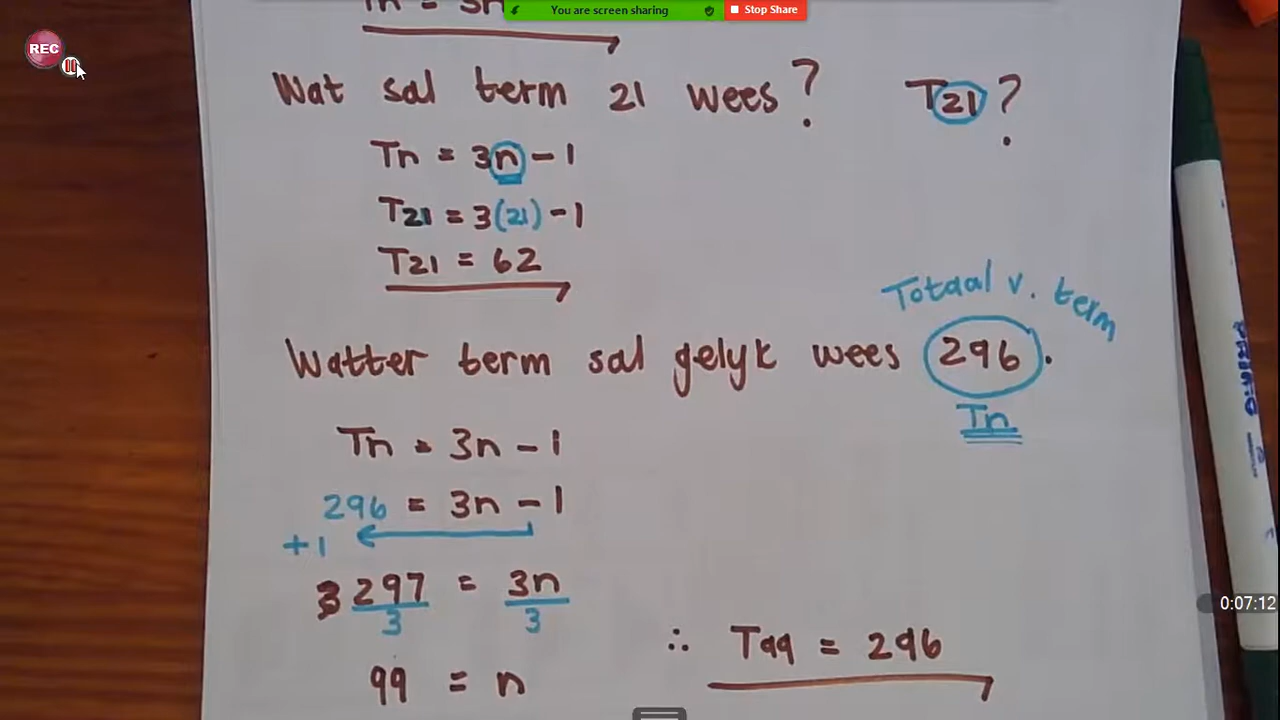 You are screen sharing
Stop Share
REC
Tn = 3n
Wat sal term 21 wees? T21?
Tn = 3n - 1
T21 = 3(21) - 1
T21 = 62
Totaal v. term
Watter term sal gelyk wees 296.
Tn
Tn = 3n - 1
296 = 3n - 1
+1
297 = 3n
3 3
99 = n
∴ T99 = 296
0:07:12